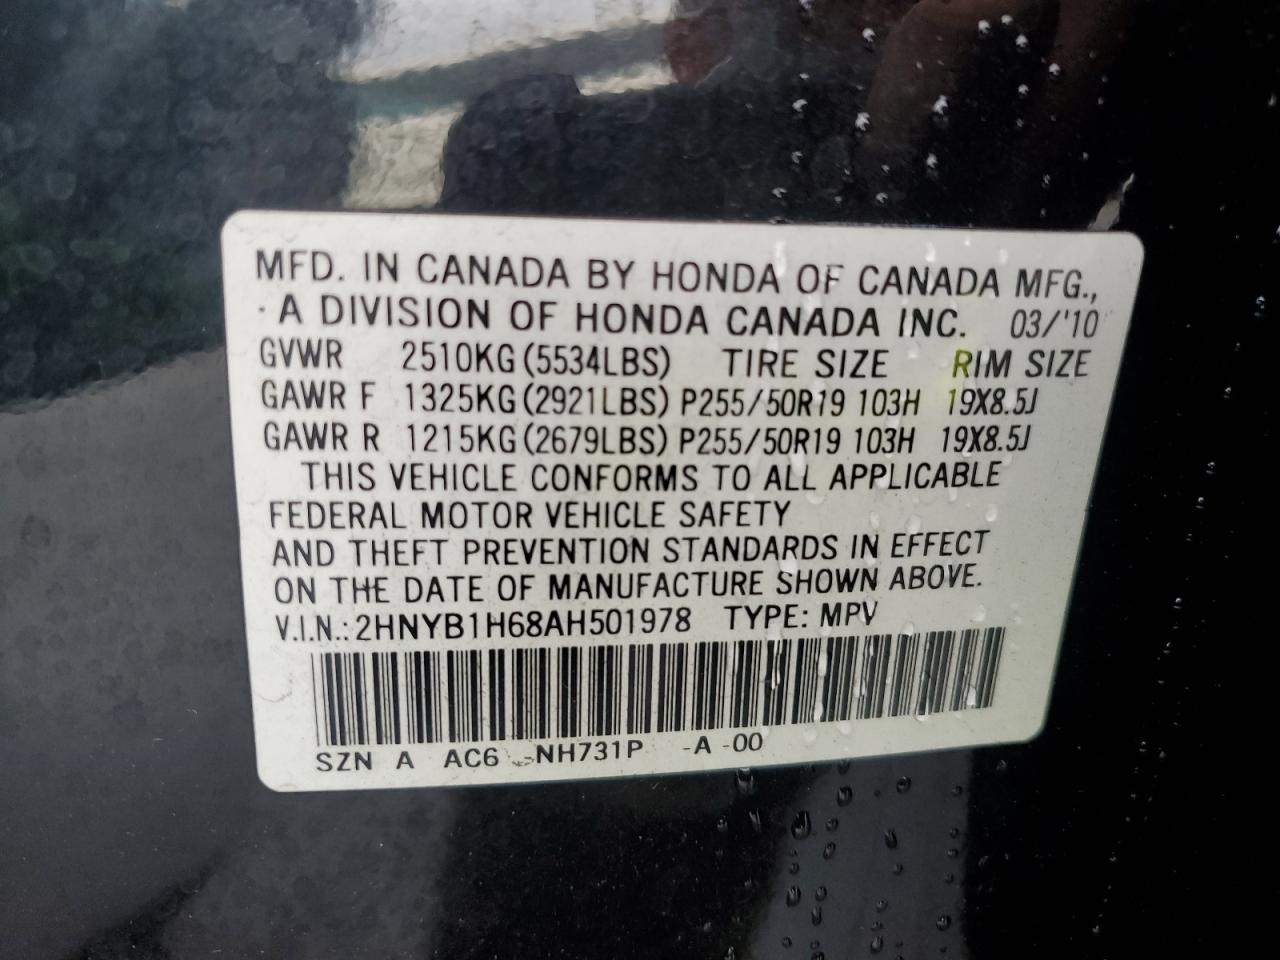 MFD. IN CANADA BY HONDA OF CANADA MFG.,
A DIVISION OF HONDA CANADA INC. 03/'10
GVWR 2510KG (5534LBS) TIRE SIZE RIM SIZE
GAWR F 1325KG (2921LBS) P255/50R19 103H 19X8.5J
GAWR R 1215KG (2679LBS) P255/50R19 103H 19X8.5J
THIS VEHICLE CONFORMS TO ALL APPLICABLE
FEDERAL MOTOR VEHICLE SAFETY
AND THEFT PREVENTION STANDARDS IN EFFECT
ON THE DATE OF MANUFACTURE SHOWN ABOVE.
V.I.N.: 2HNYB1H68AH501978 TYPE: MPV
SZN A AC6 -NH731P -A -00